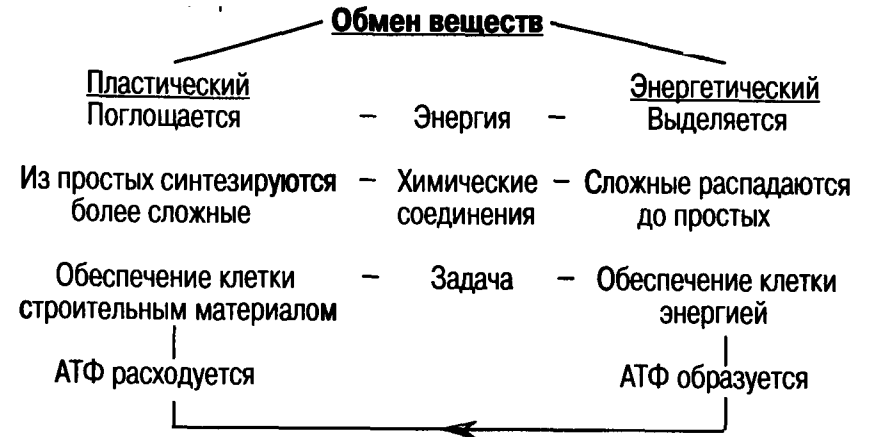 Обмен веществ
Пластический Энергетический
Поглощается – Энергия – Выделяется
Из простых синтезируются – Химические – Сложные распадаются
более сложные соединения до простых
Обеспечение клетки – Задача – Обеспечение клетки
строительным материалом энергией
АТФ расходуется АТФ образуется